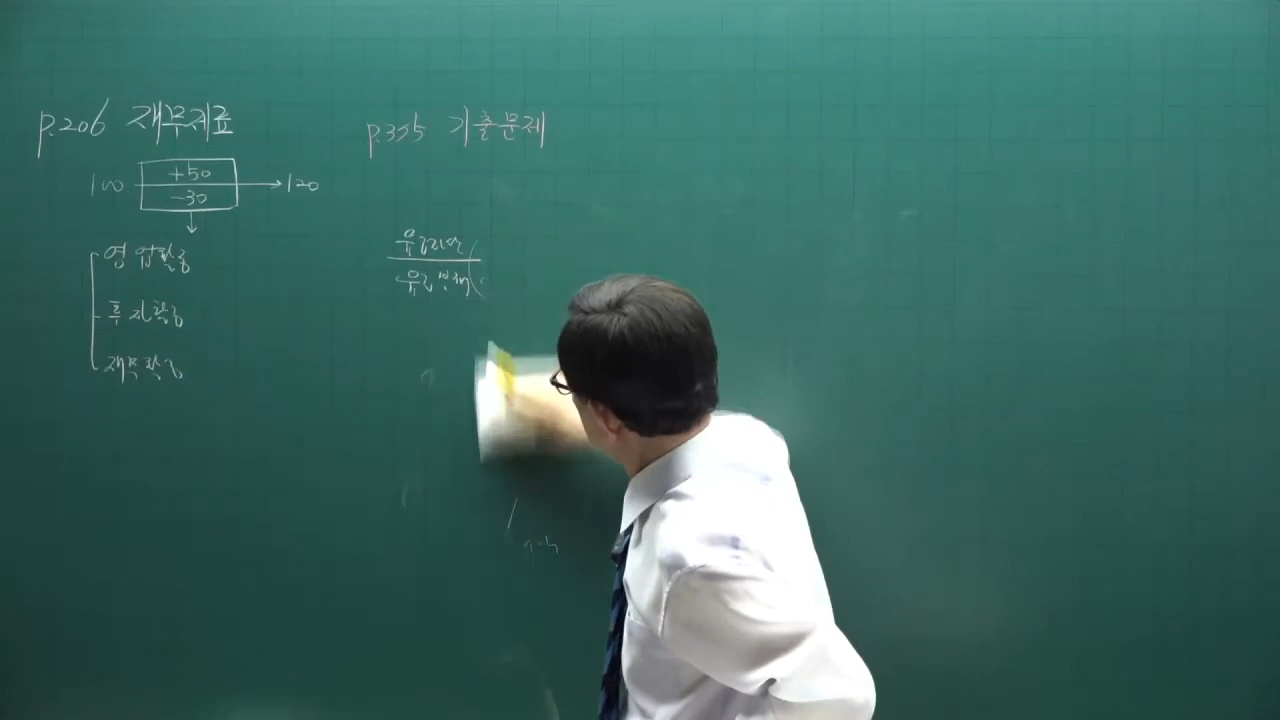 p.206 재무제표
100 +50 → 120
-30
영업활동
투자활동
재무활동
p.355 기출문제
유동자산
유동부채